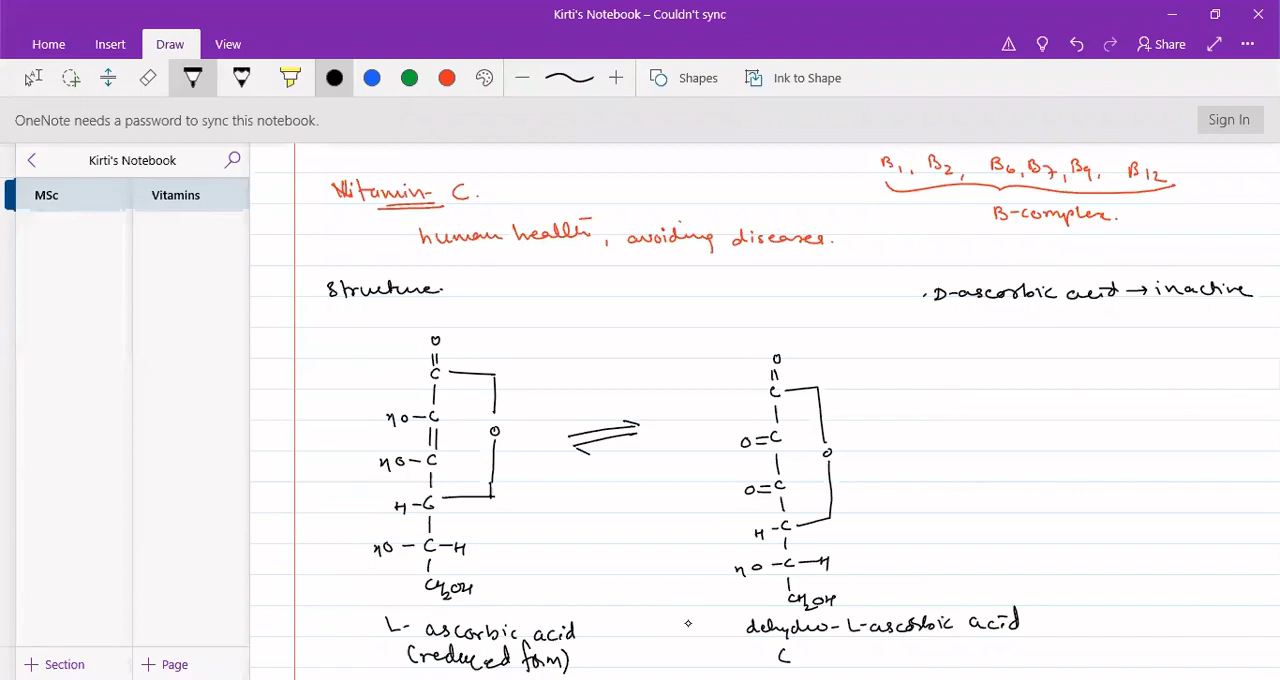 Kirti's Notebook – Couldn't sync
Home Insert Draw View
Share
Shapes
Ink to Shape
OneNote needs a password to sync this notebook.
Sign In
Kirti's Notebook
MSc
Vitamins
Vitamin- C.
B1, B2, B6, B7, B9, B12
B-complex.
human health, avoiding diseases.
Structure.
D-ascorbic acid → inactive
O
||
C
HO-C
||
HO-C
O
H-C
HO-C-H
CH2OH
L- ascorbic acid
(reduced form)
O
||
C
O=C
O
O=C
H-C
HO-C-H
CH2OH
dehydro-L-ascorbic acid
(
+ Section
+ Page